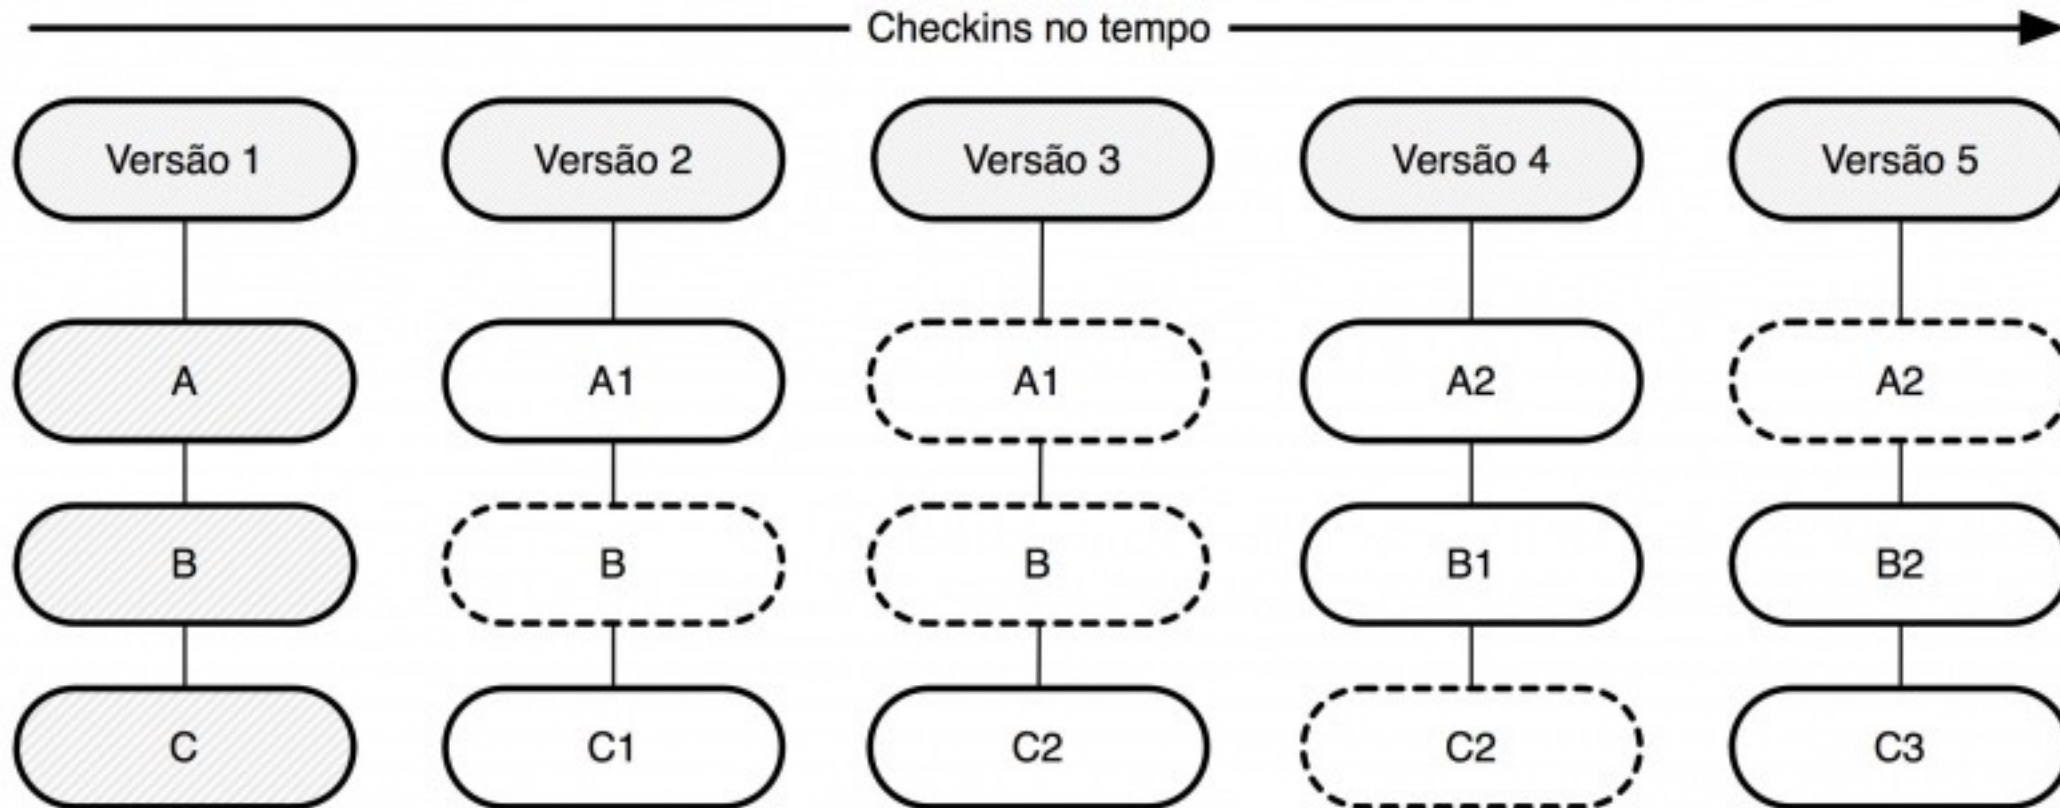 Checkins no tempo
Versão 1 Versão 2 Versão 3 Versão 4 Versão 5
A A1 A1 A2 A2
B B B B1 B2
C C1 C2 C2 C3